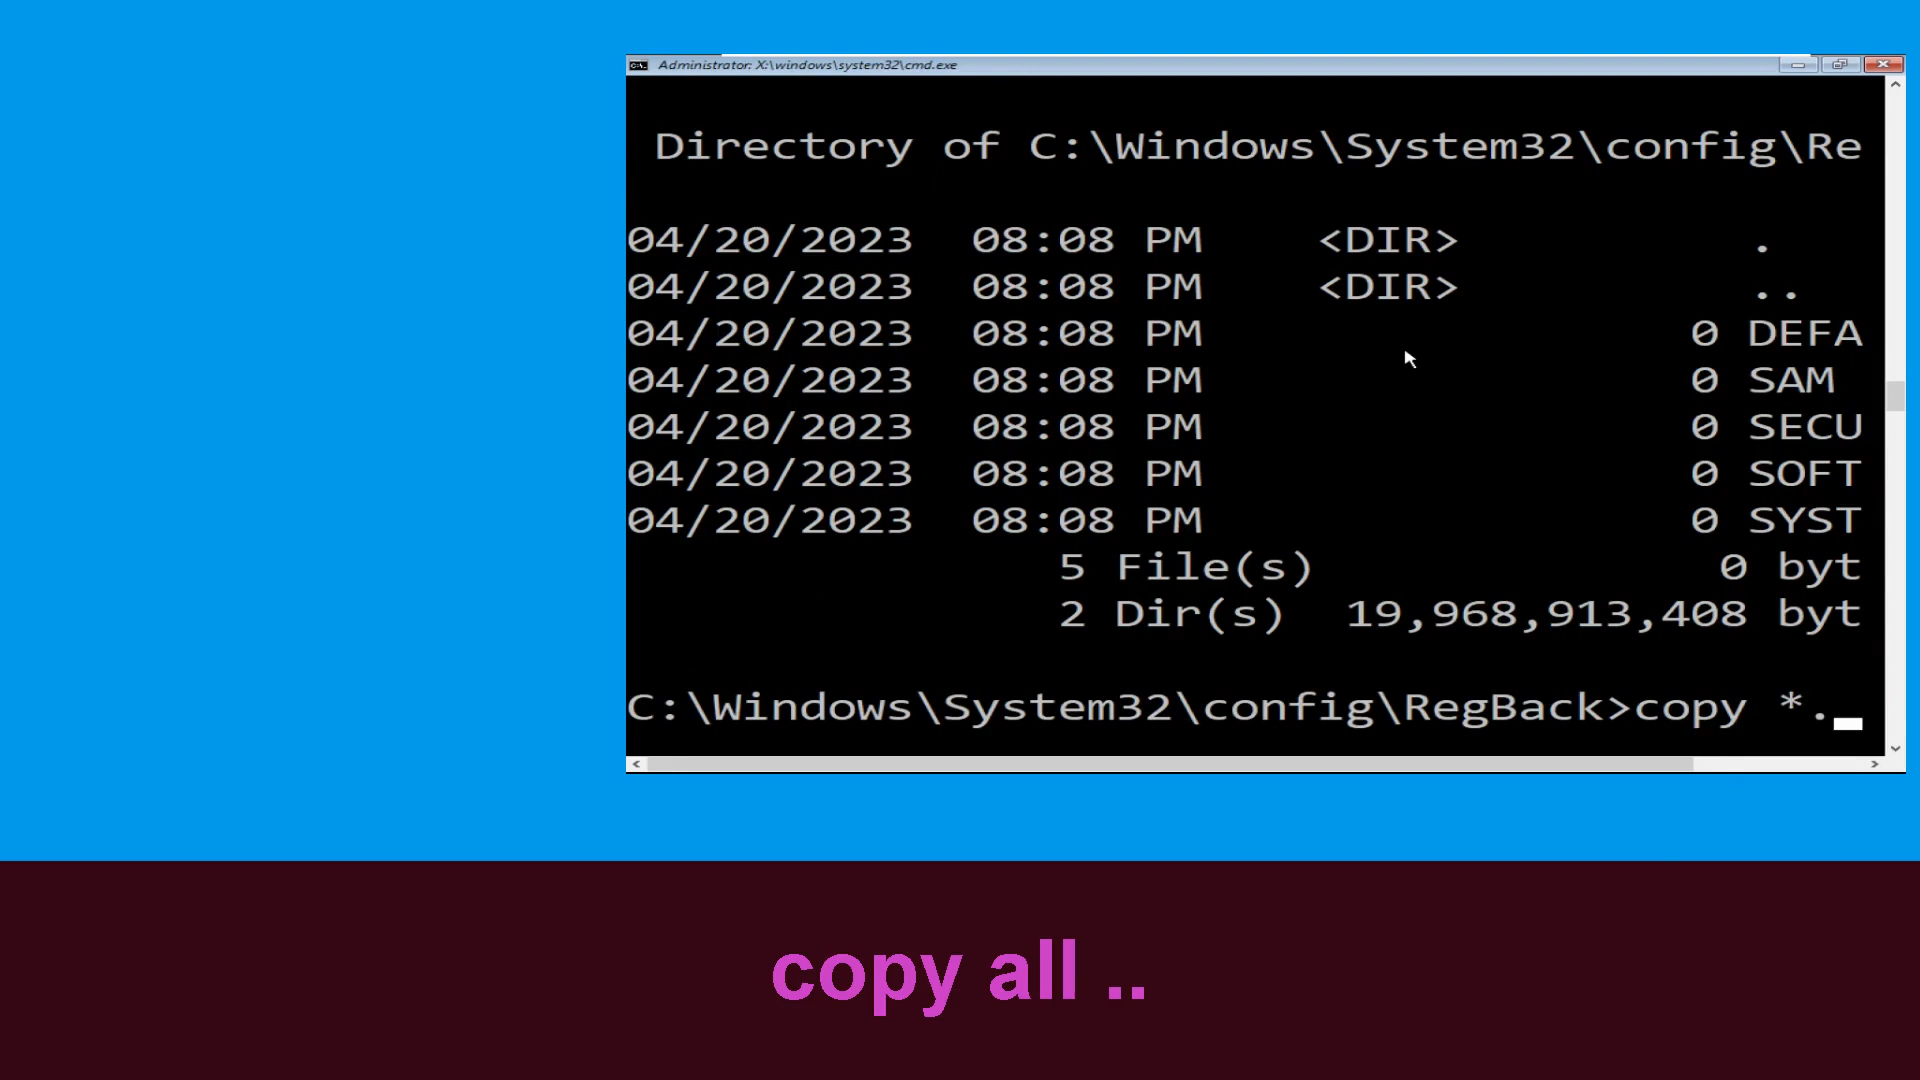 Administrator: X:\windows\system32\cmd.exe
Directory of C:\Windows\System32\config\Re
04/20/2023 08:08 PM <DIR> .
04/20/2023 08:08 PM <DIR> ..
04/20/2023 08:08 PM 0 DEFA
04/20/2023 08:08 PM 0 SAM
04/20/2023 08:08 PM 0 SECU
04/20/2023 08:08 PM 0 SOFT
04/20/2023 08:08 PM 0 SYST
5 File(s) 0 byt
2 Dir(s) 19,968,913,408 byt
C:\Windows\System32\config\RegBack>copy *._
copy all ..